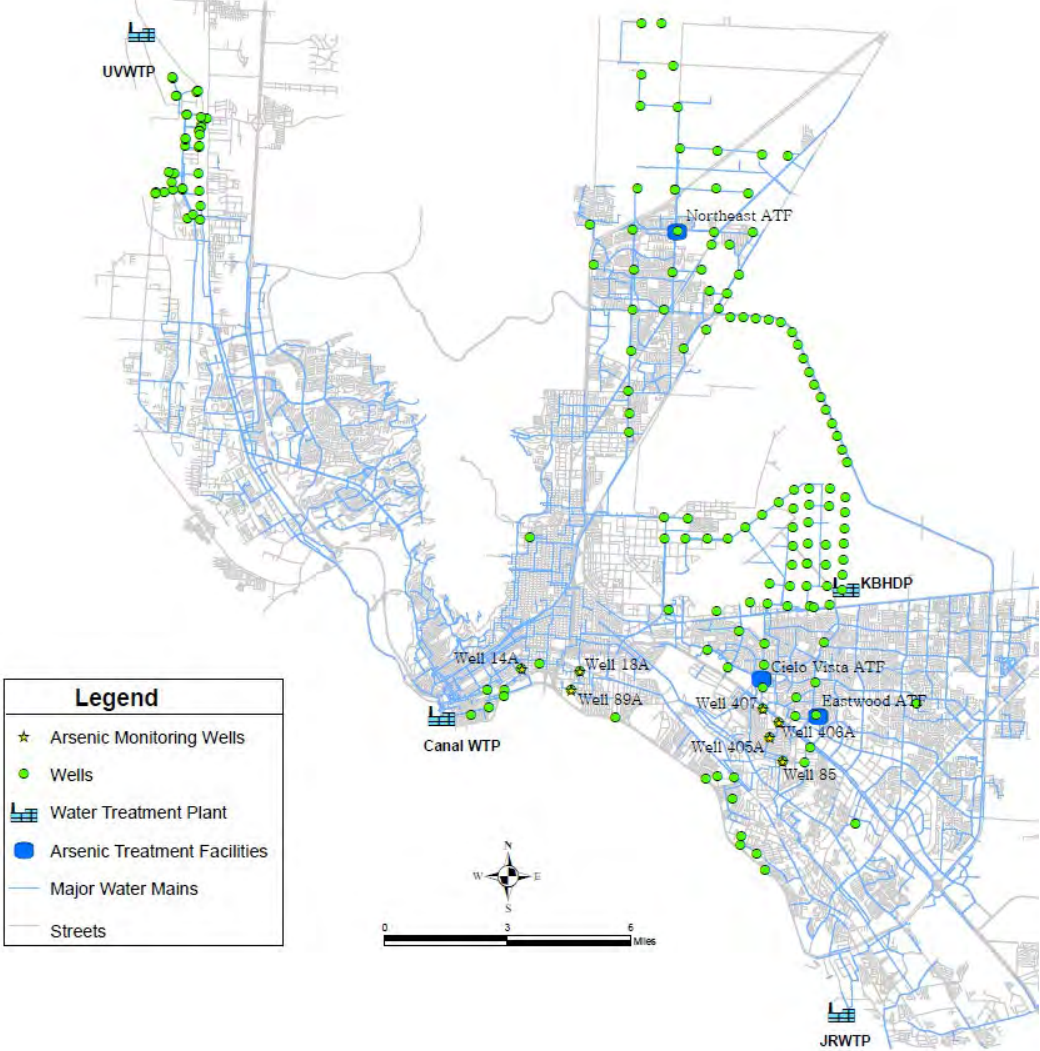 UVWTP
Northeast ATF
KBHDP
Well 14A
Well 18A
Cielo Vista ATF
Well 89A
Well 407
Eastwood ATF
Well 406A
Canal WTP
Well 405A
Well 85
Legend
Arsenic Monitoring Wells
Wells
Water Treatment Plant
Arsenic Treatment Facilities
Major Water Mains
Streets
N
W E
S
0 3 6
Miles
JRWTP